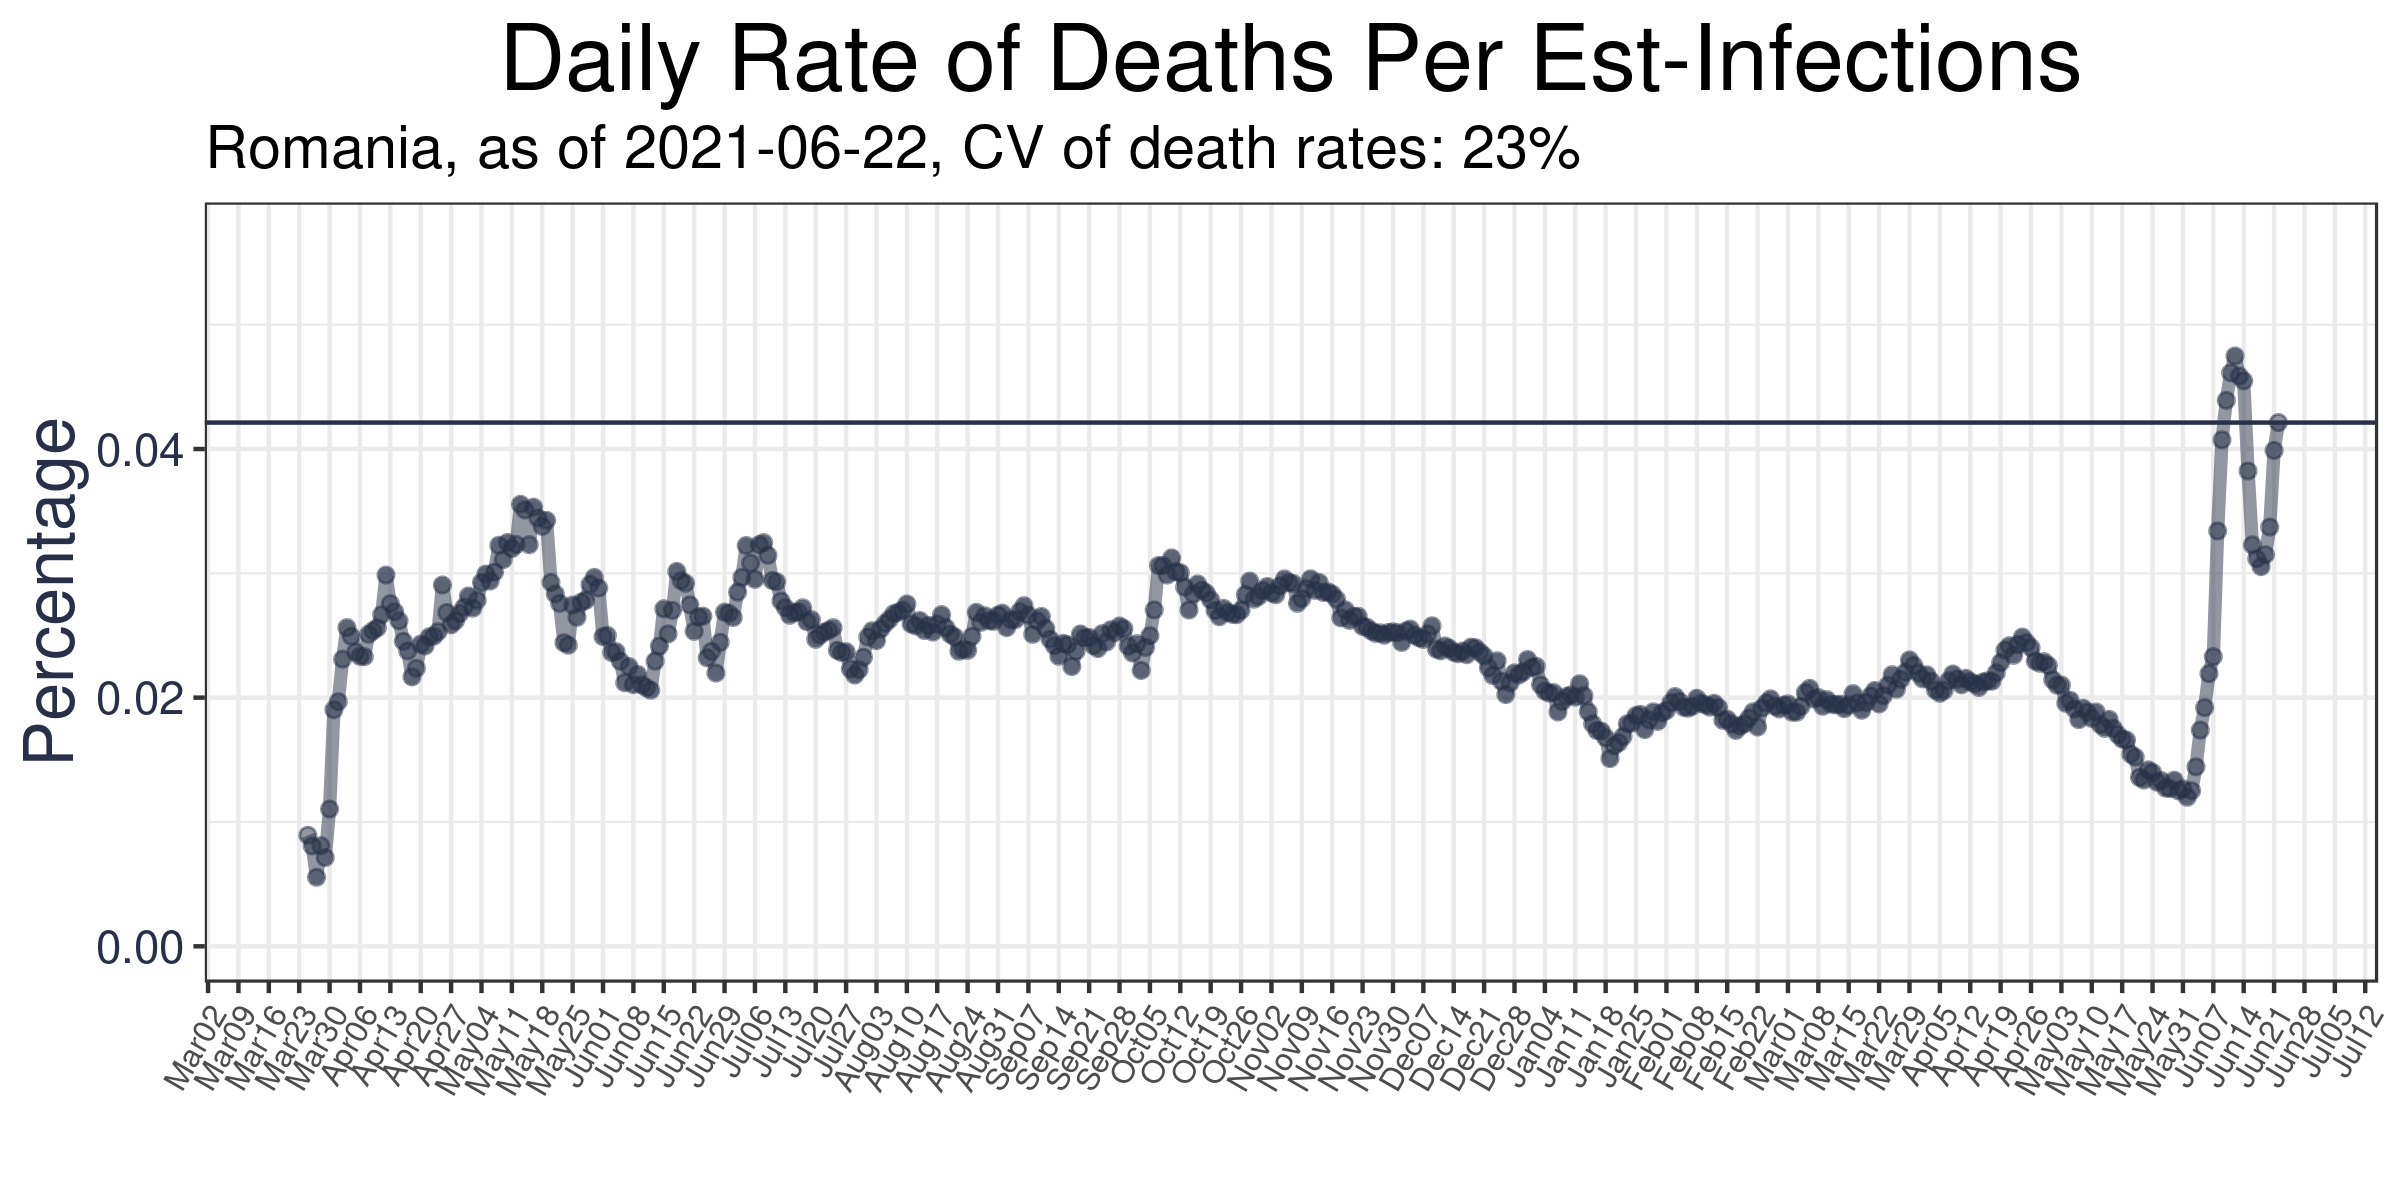 Daily Rate of Deaths Per Est-Infections
Romania, as of 2021-06-22, CV of death rates: 23%
Percentage
0.04
0.02
0.00
Mar02
Mar09
Mar16
Mar23
Mar30
Apr06
Apr13
Apr20
Apr27
May04
May11
May18
May25
Jun01
Jun08
Jun15
Jun22
Jun29
Jul06
Jul13
Jul20
Jul27
Aug03
Aug10
Aug17
Aug24
Aug31
Sep07
Sep14
Sep21
Sep28
Oct05
Oct12
Oct19
Oct26
Nov02
Nov09
Nov16
Nov23
Nov30
Dec07
Dec14
Dec21
Dec28
Jan04
Jan11
Jan18
Jan25
Feb01
Feb08
Feb15
Feb22
Mar01
Mar08
Mar15
Mar22
Mar29
Apr05
Apr12
Apr19
Apr26
May03
May10
May17
May24
May31
Jun07
Jun14
Jun21
Jun28
Jul05
Jul12